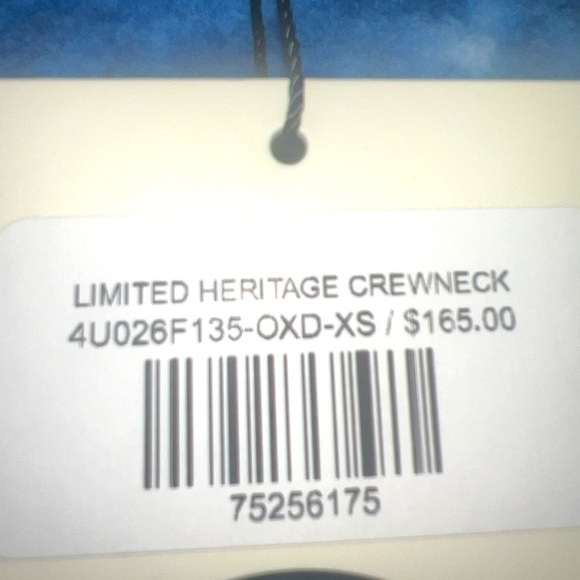 LIMITED HERITAGE CREWNECK
4U026F135-OXD-XS / $165.00
75256175